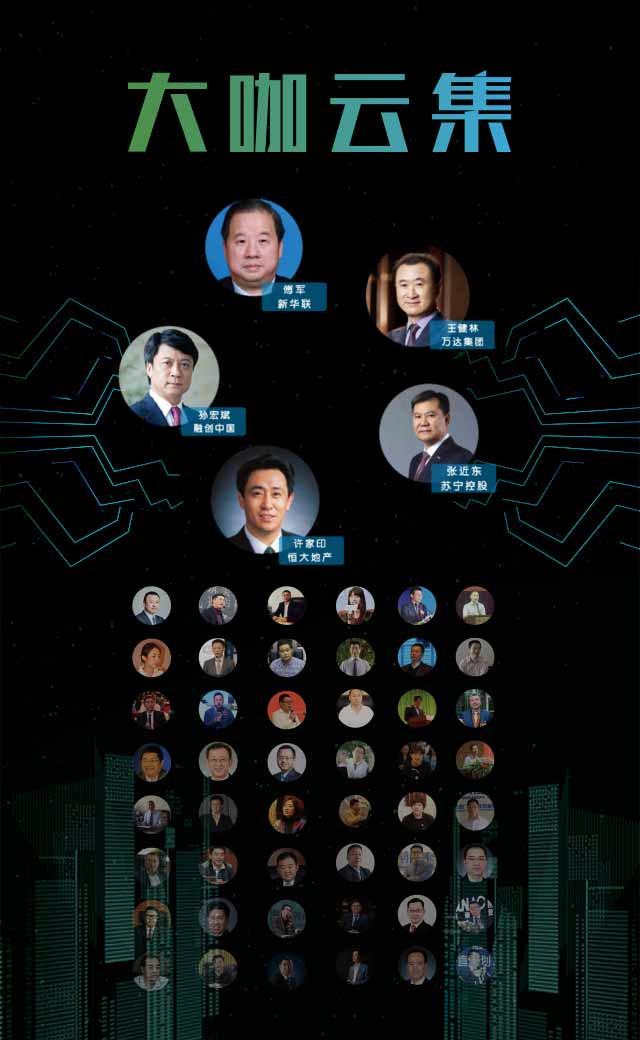 大咖云集
傅军
新华联
王健林
万达集团
孙宏斌
融创中国
张近东
苏宁控股
许家印
恒大地产